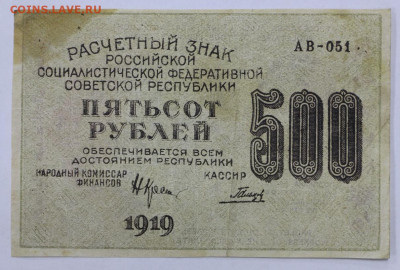 COINS.LAVE.RU
РАСЧЕТНЫЙ ЗНАК
РОССИЙСКОЙ
СОЦИАЛИСТИЧЕСКОЙ ФЕДЕРАТИВНОЙ
СОВЕТСКОЙ РЕСПУБЛИКИ
АВ-051
ПЯТЬСОТ
РУБЛЕЙ
500
ОБЕСПЕЧИВАЕТСЯ ВСЕМ
ДОСТОЯНИЕМ РЕСПУБЛИКИ
НАРОДНЫЙ КОМИССАР
ФИНАНСОВ
КАССИР
1919